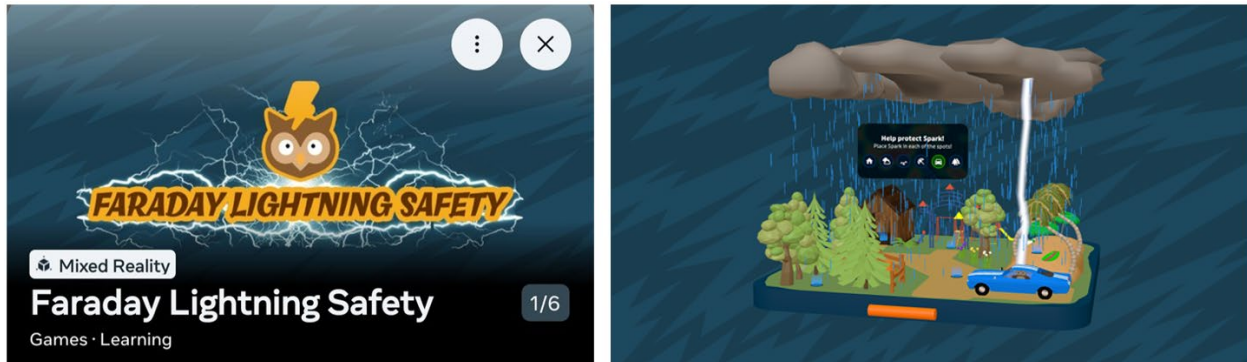 FARADAY LIGHTNING SAFETY
Mixed Reality
Faraday Lightning Safety
1/6
Games · Learning
Help protect Spark!
Place Spark in each of the spots!